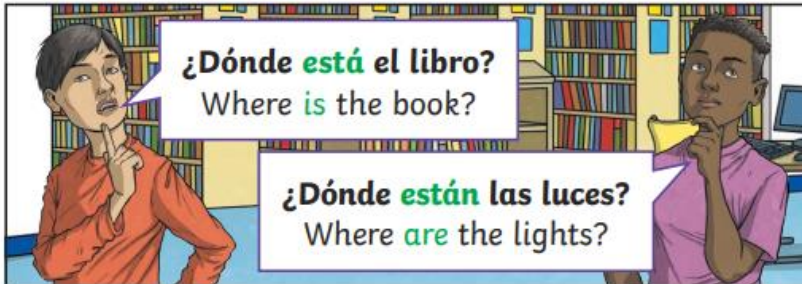 ¿Dónde está el libro?
Where is the book?
¿Dónde están las luces?
Where are the lights?